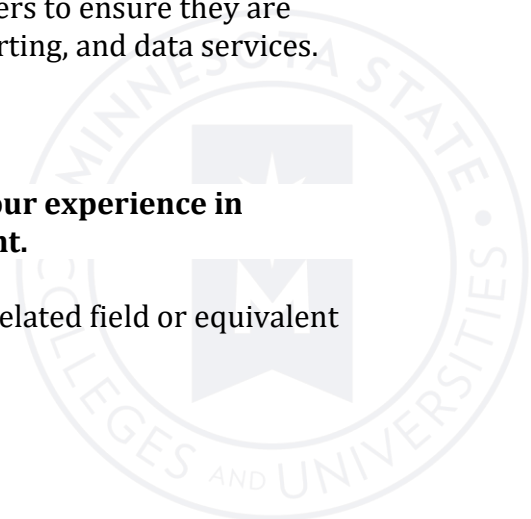 ers to ensure they are
rting, and data services.
our experience in
nt.
elated field or equivalent
MINNESOTA STATE
COLLEGES AND UNIVERSITIES